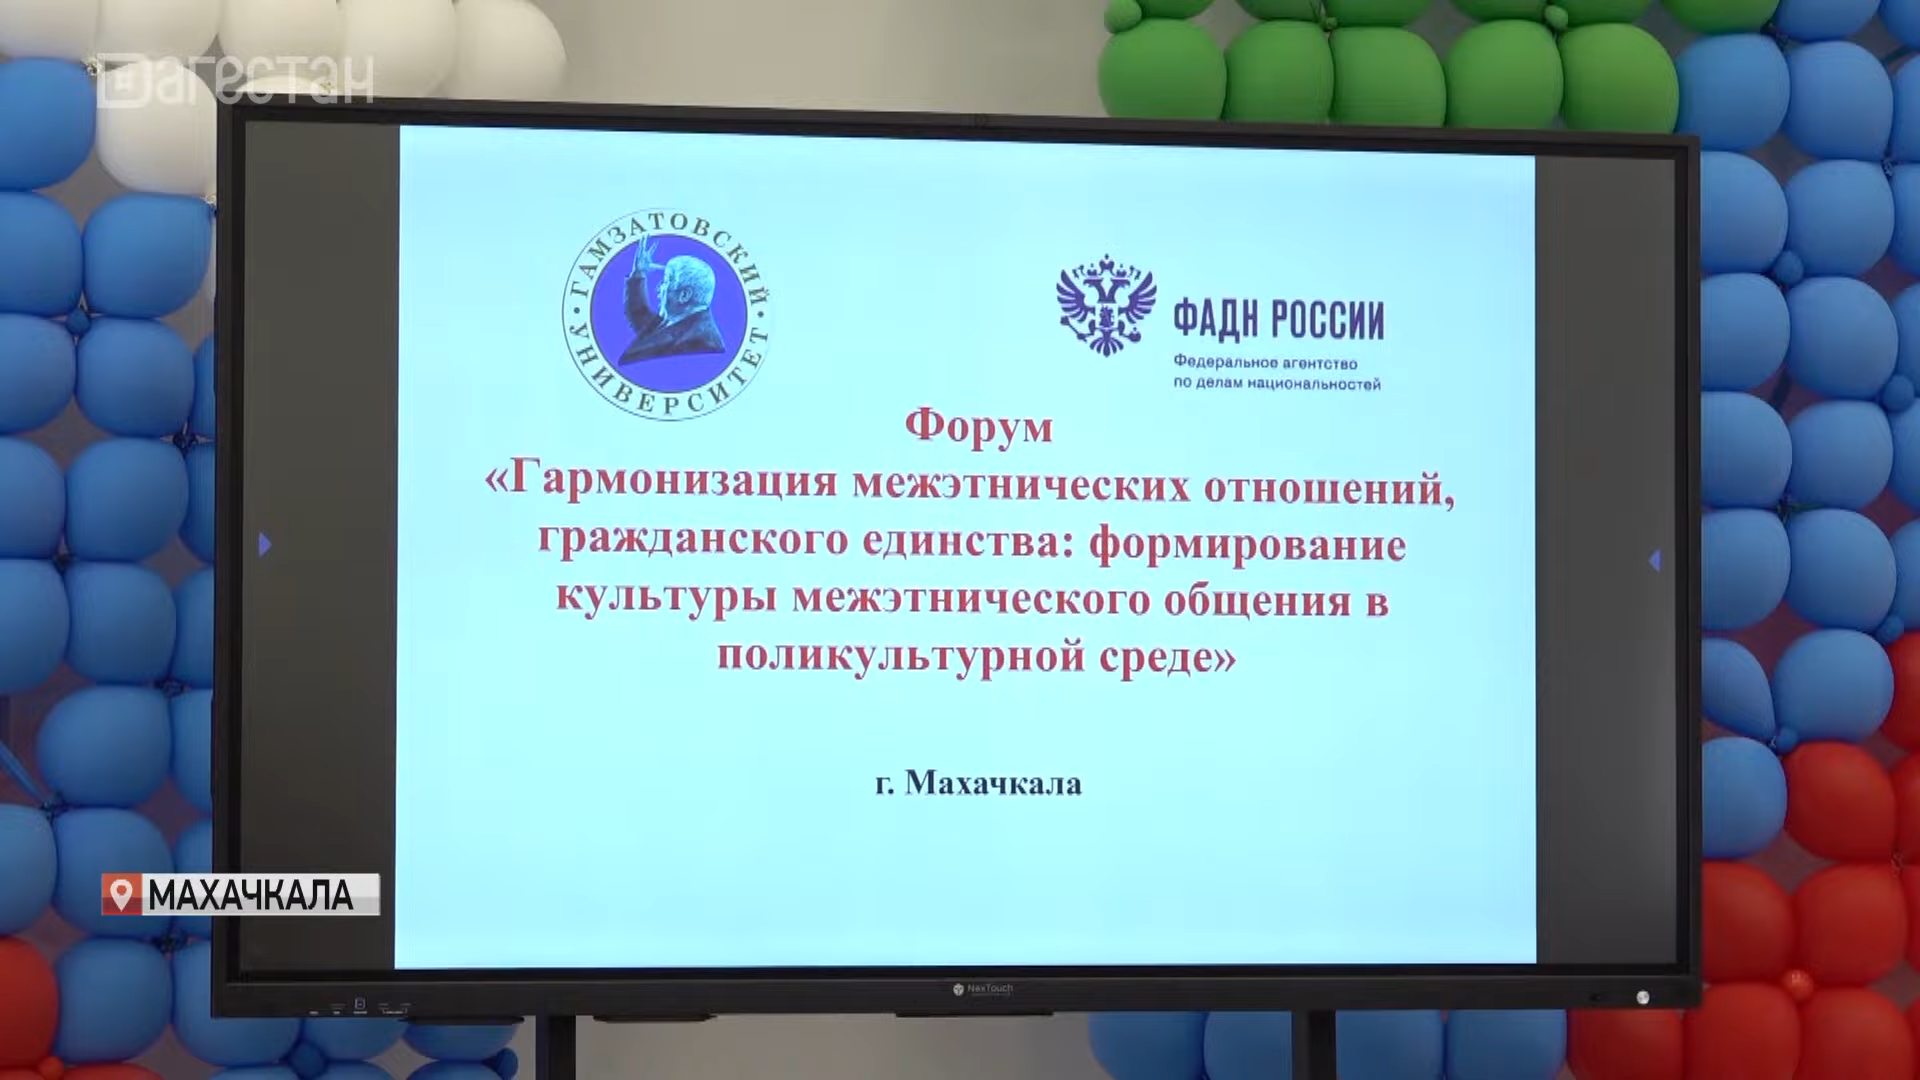 Дагестан
ГАМЗАТОВСКИЙ УНИВЕРСИТЕТ
ФАДН РОССИИ
Федеральное агентство
по делам национальностей
Форум
«Гармонизация межэтнических отношений,
гражданского единства: формирование
культуры межэтнического общения в
поликультурной среде»
г. Махачкала
МАХАЧКАЛА
NexTouch